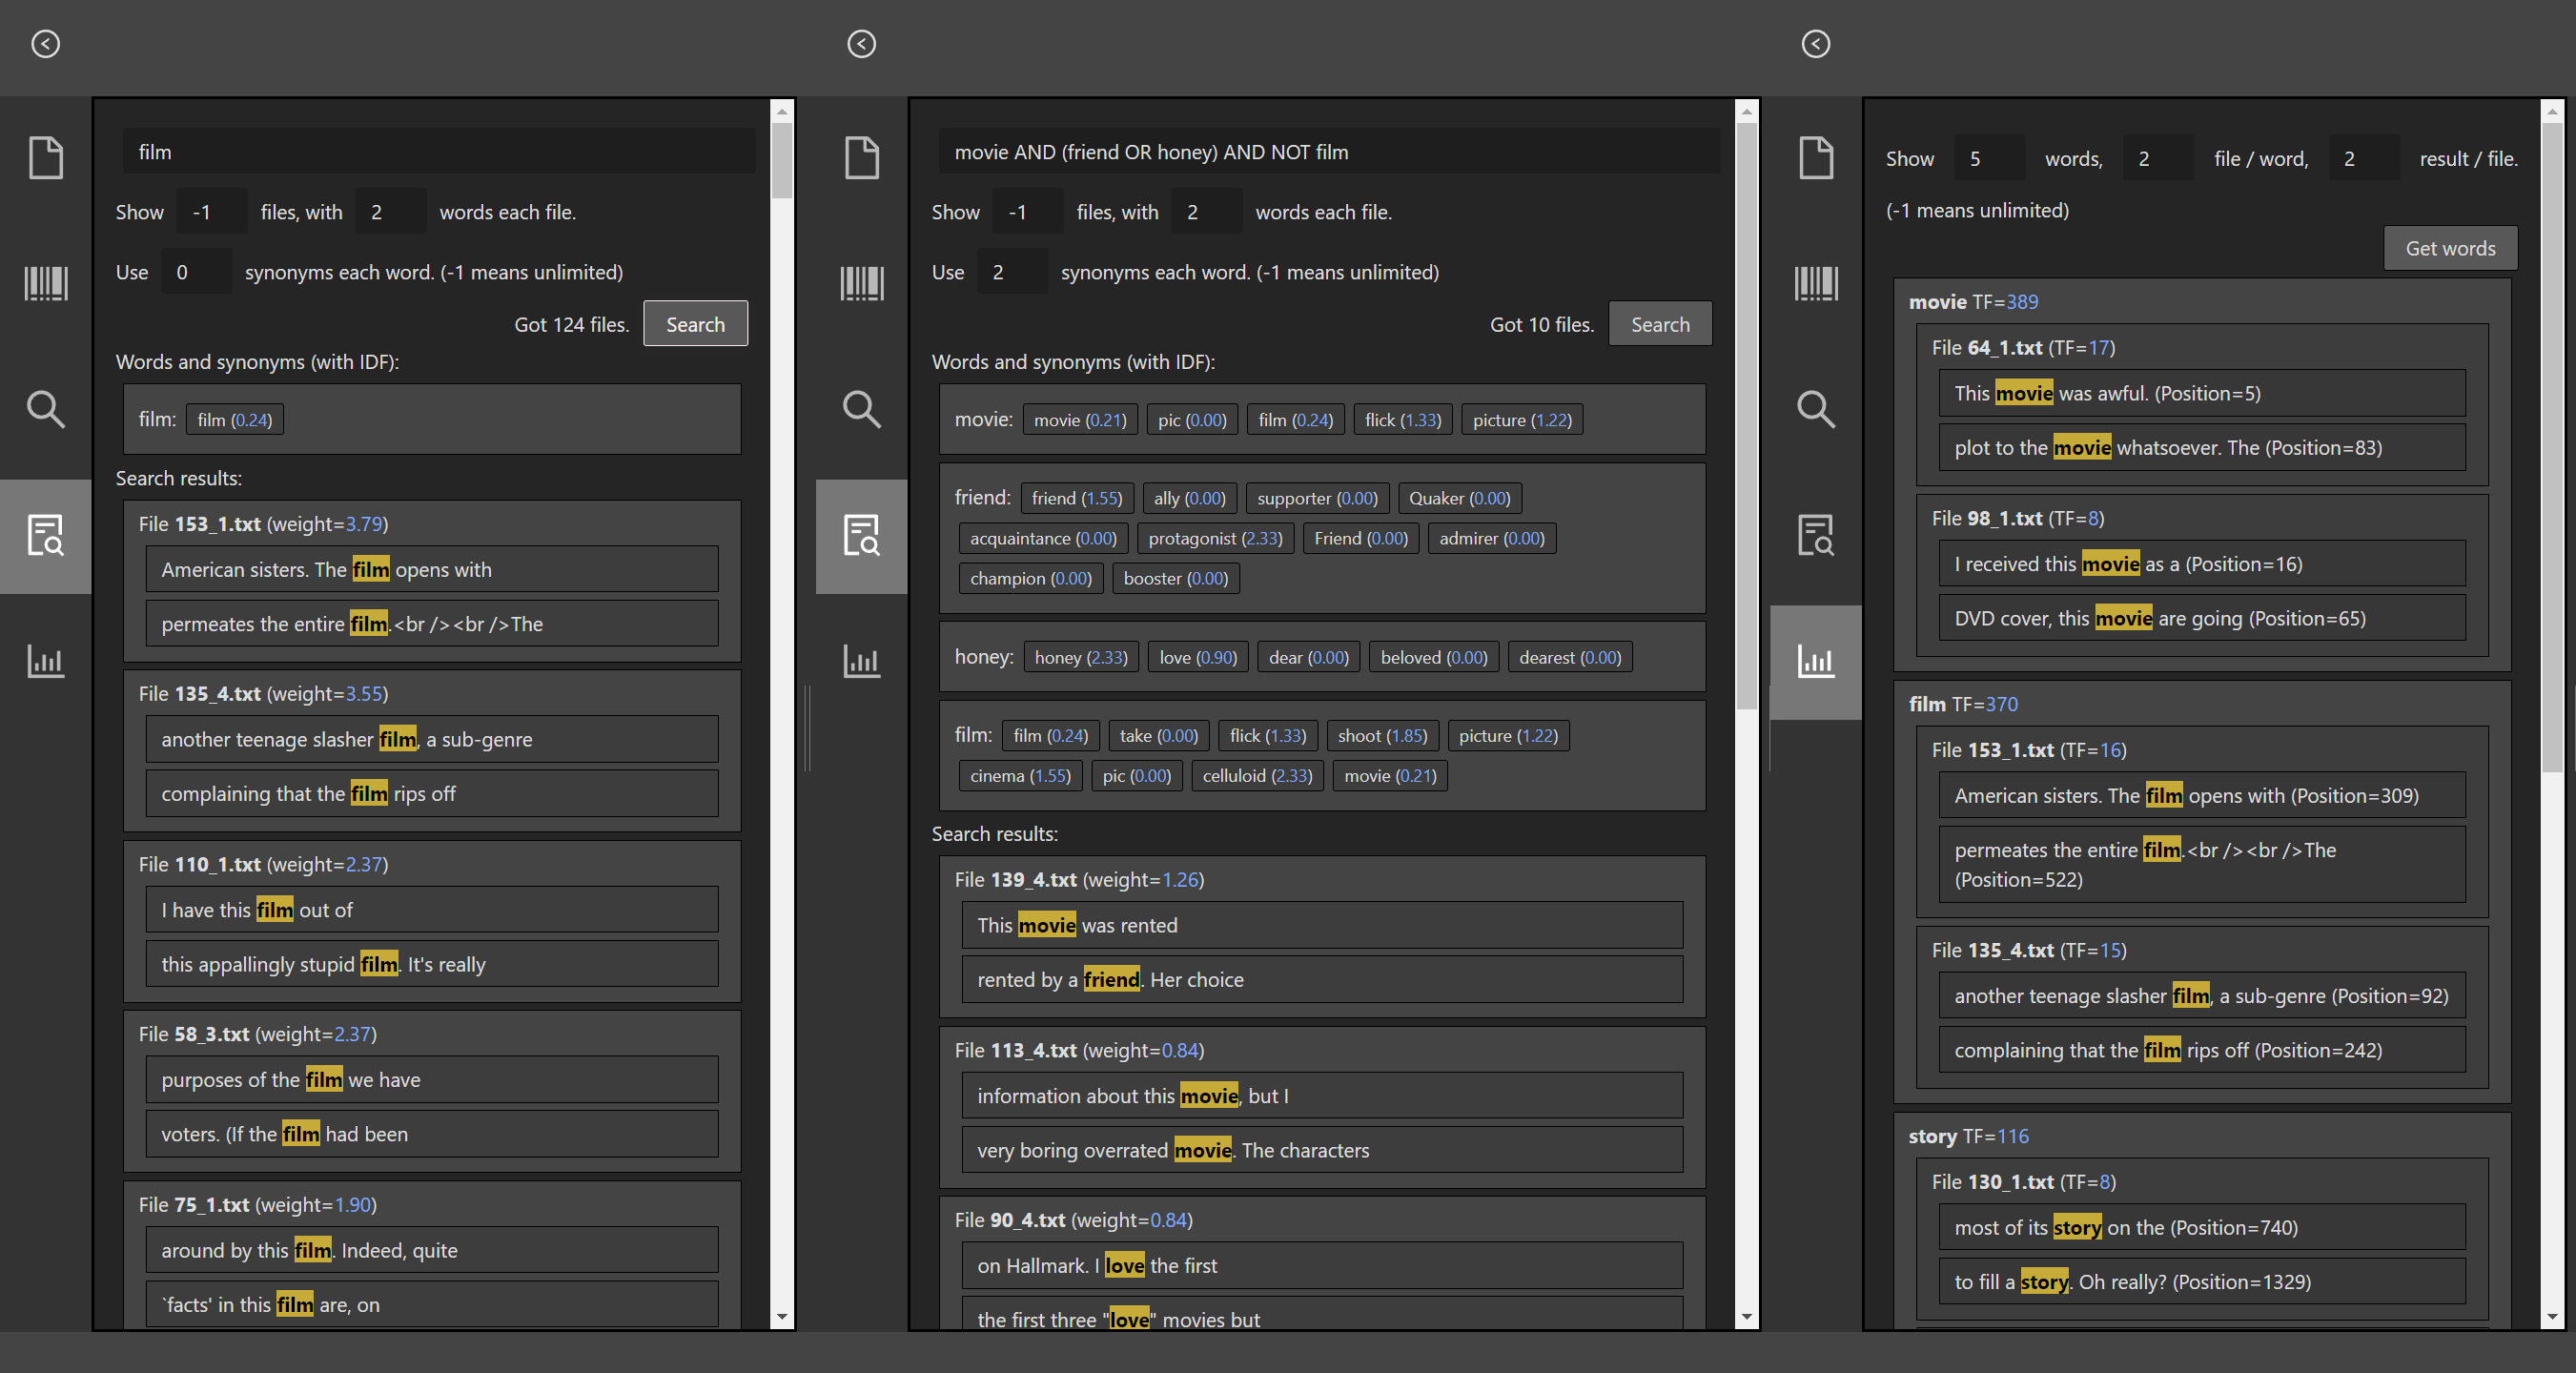 film
Show -1 files, with 2 words each file.
Use 0 synonyms each word. (-1 means unlimited)
Got 124 files. Search
Words and synonyms (with IDF):
film: film (0.24)
Search results:
File 153_1.txt (weight=3.79)
American sisters. The film opens with
permeates the entire film.<br /><br />The
File 135_4.txt (weight=3.55)
another teenage slasher film, a sub-genre
complaining that the film rips off
File 110_1.txt (weight=2.37)
I have this film out of
this appallingly stupid film. It's really
File 58_3.txt (weight=2.37)
purposes of the film we have
voters. (If the film had been
File 75_1.txt (weight=1.90)
around by this film. Indeed, quite
`facts' in this film are, on
movie AND (friend OR honey) AND NOT film
Show -1 files, with 2 words each file.
Use 2 synonyms each word. (-1 means unlimited)
Got 10 files. Search
Words and synonyms (with IDF):
movie: movie (0.21) pic (0.00) film (0.24) flick (1.33) picture (1.22)
friend: friend (1.55) ally (0.00) supporter (0.00) Quaker (0.00)
acquaintance (0.00) protagonist (2.33) Friend (0.00) admirer (0.00)
champion (0.00) booster (0.00)
honey: honey (2.33) love (0.90) dear (0.00) beloved (0.00) dearest (0.00)
film: film (0.24) take (0.00) flick (1.33) shoot (1.85) picture (1.22)
cinema (1.55) pic (0.00) celluloid (2.33) movie (0.21)
Search results:
File 139_4.txt (weight=1.26)
This movie was rented
rented by a friend. Her choice
File 113_4.txt (weight=0.84)
information about this movie, but I
very boring overrated movie. The characters
File 90_4.txt (weight=0.84)
on Hallmark. I love the first
the first three "love" movies but
Show 5 words, 2 file / word, 2 result / file.
(-1 means unlimited)
Get words
movie TF=389
File 64_1.txt (TF=17)
This movie was awful. (Position=5)
plot to the movie whatsoever. The (Position=83)
File 98_1.txt (TF=8)
I received this movie as a (Position=16)
DVD cover, this movie are going (Position=65)
film TF=370
File 153_1.txt (TF=16)
American sisters. The film opens with (Position=309)
permeates the entire film.<br /><br />The
(Position=522)
File 135_4.txt (TF=15)
another teenage slasher film, a sub-genre (Position=92)
complaining that the film rips off (Position=242)
story TF=116
File 130_1.txt (TF=8)
most of its story on the (Position=740)
to fill a story. Oh really? (Position=1329)